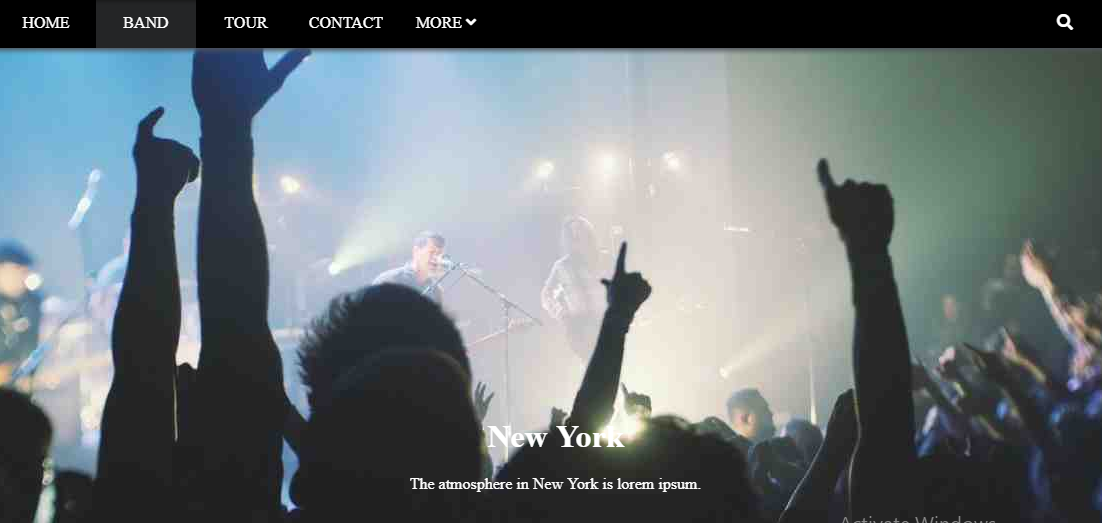 HOME BAND TOUR CONTACT MORE
New York
The atmosphere in New York is lorem ipsum.
Activate Windows